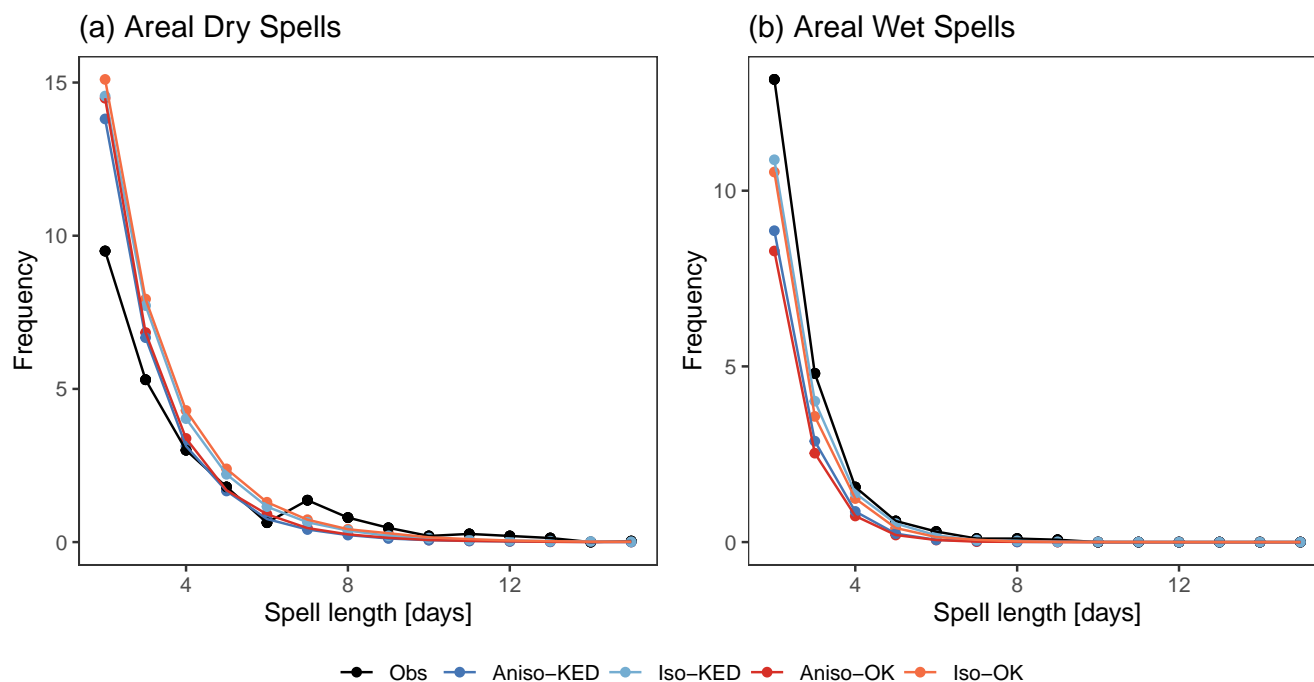 (a) Areal Dry Spells
(b) Areal Wet Spells
15
10
5
0
Frequency
4
8
12
Spell length [days]
10
5
0
Frequency
4
8
12
Spell length [days]
Obs Aniso−KED Iso−KED Aniso−OK Iso−OK